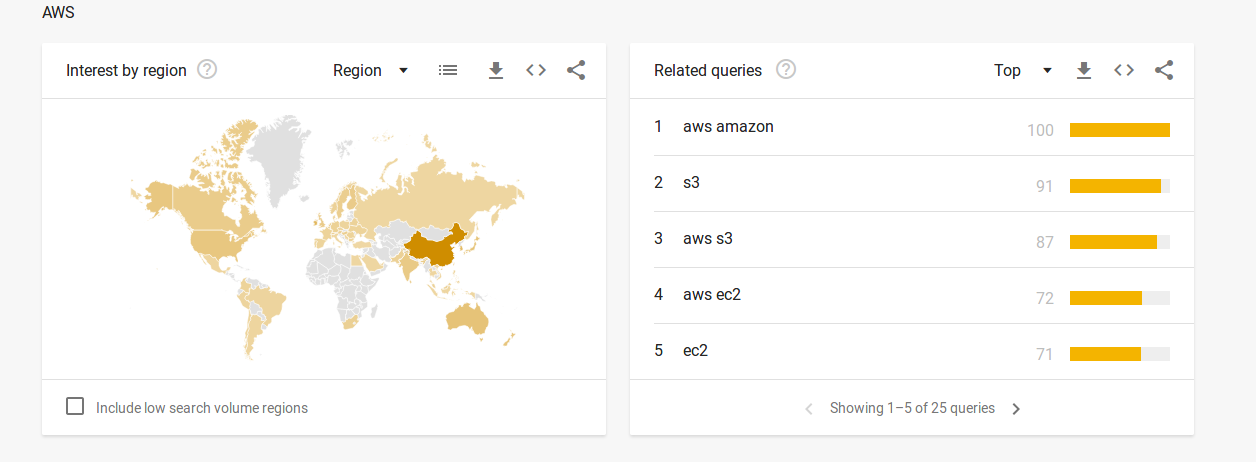 AWS
Interest by region ?
Region
Include low search volume regions
Related queries ?
Top
1 aws amazon 100
2 s3 91
3 aws s3 87
4 aws ec2 72
5 ec2 71
Showing 1–5 of 25 queries